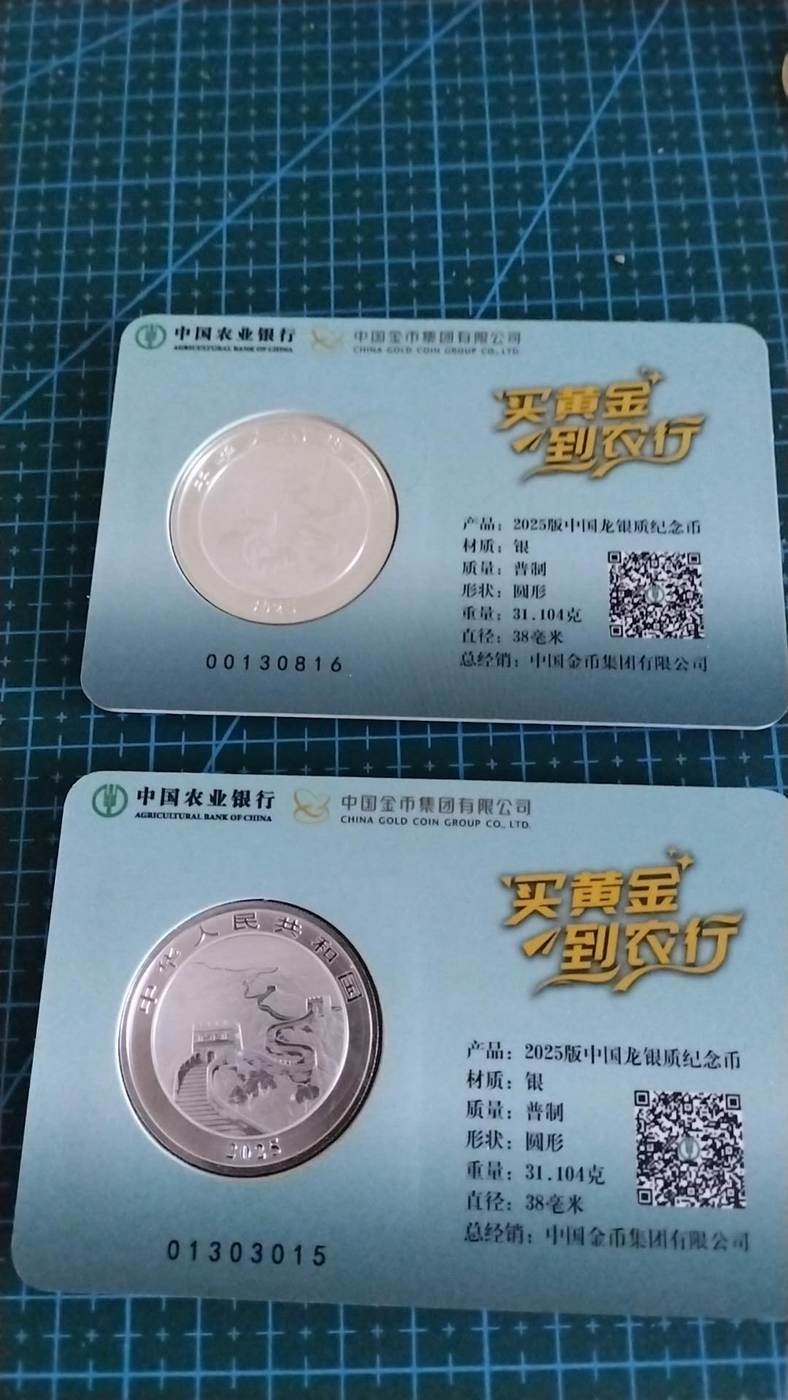 中国农业银行
AGRICULTURAL BANK OF CHINA
中国金币集团有限公司
CHINA GOLD COIN GROUP CO., LTD.
买黄金
到农行
中华人民共和国
2025
产品：2025版中国龙银质纪念币
材质：银
质量：普制
形状：圆形
重量：31.104克
直径：38毫米
总经销：中国金币集团有限公司
00130816
中国农业银行
AGRICULTURAL BANK OF CHINA
中国金币集团有限公司
CHINA GOLD COIN GROUP CO., LTD.
买黄金
到农行
中华人民共和国
2025
产品：2025版中国龙银质纪念币
材质：银
质量：普制
形状：圆形
重量：31.104克
直径：38毫米
总经销：中国金币集团有限公司
01303015